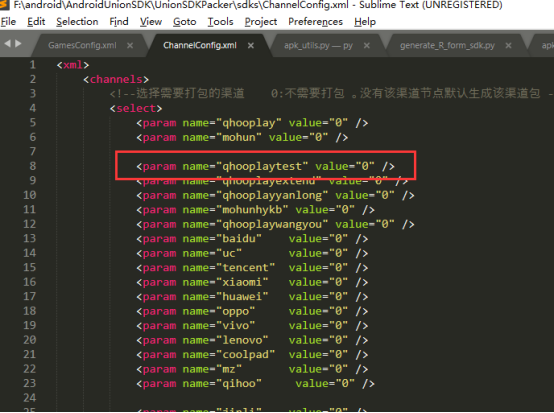 F:\android\AndroidUnionSDK\UnionSDKPacker\sdks\ChannelConfig.xml - Sublime Text (UNREGISTERED)
File Edit Selection Find View Goto Tools Project Preferences Help
GamesConfig.xml ChannelConfig.xml apk_utils.py — py generate_R_form_sdk.py
1 <xml>
2 <channels>
3 <!--选择需要打包的渠道 0:不需要打包 。没有该渠道节点默认生成该渠道包 -
4 <select>
5 <param name="qhooplay" value="0" />
6 <param name="mohun" value="0" />
7
8 <param name="qhooplaytest" value="0" />
9 <param name="qhooplayextend" value="0" />
10 <param name="qhooplayyanlong" value="0" />
11 <param name="mohunhykb" value="0" />
12 <param name="qhooplaywangyou" value="0" />
13 <param name="baidu" value="0" />
14 <param name="uc" value="0" />
15 <param name="tencent" value="0" />
16 <param name="xiaomi" value="0" />
17 <param name="huawei" value="0" />
18 <param name="oppo" value="0" />
19 <param name="vivo" value="0" />
20 <param name="lenovo" value="0" />
21 <param name="coolpad" value="0" />
22 <param name="mz" value="0" />
23 <param name="qihoo" value="0" />
24